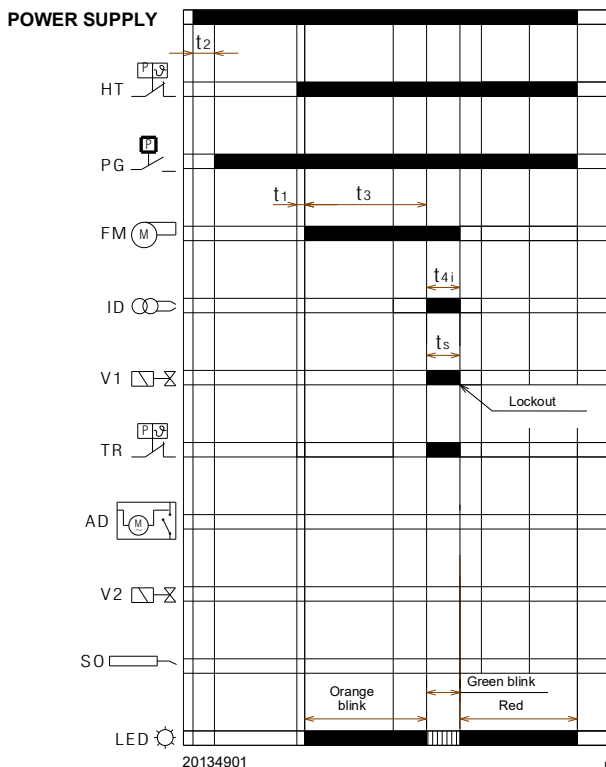 POWER SUPPLY
t2
P ϑ
HT
P
PG
t1 t3
FM M
t4i
ID
ts
V1
Lockout
P ϑ
TR
AD M ~
V2
SO
Orange blink
Green blink
Red
LED
20134901